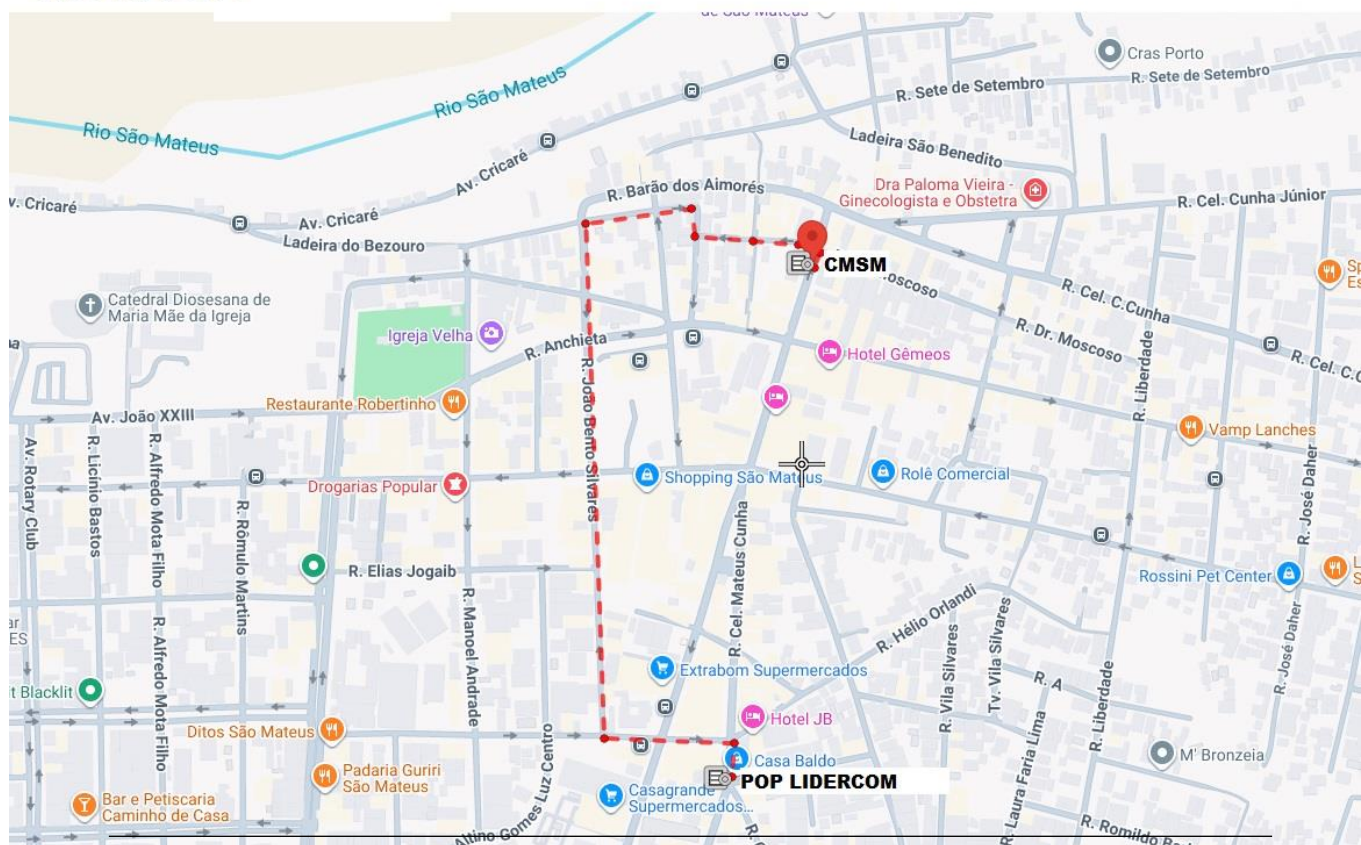 de São Mateus
Cras Porto
R. Sete de Setembro
R. Sete de Setembro
Rio São Mateus
Rio São Mateus
Ladeira São Benedito
Av. Cricaré
R. Barão dos Aimorés
Dra Paloma Vieira -
Ginecologista e Obstetra
R. Cel. Cunha Júnior
v. Cricaré
Av. Cricaré
Ladeira do Bezouro
CMSM
oscoso
R. Cel. C.Cunha
Catedral Diosesana de
Maria Mãe da Igreja
Igreja Velha
R. Anchieta
R. Dr. Moscoso
Hotel Gêmeos
R. Liberdade
R. Cel. C.C
R. João Bento Silvares
Restaurante Robertinho
Av. João XXIII
Vamp Lanches
Av. Rotary Club
R. Licínio Bastos
R. Alfredo Mota Filho
Drogarias Popular
Shopping São Mateus
Rolê Comercial
R. José Daher
R. Rômulo Martins
R. Cel. Mateus Cunha
R. Elias Jogaib
Rossini Pet Center
R. Manoel Andrade
R. Hélio Orlandi
R. Vila Silvares
Tv. Vila Silvares
R. Alfredo Mota Filho
ES
t Blacklit
Extrabom Supermercados
R. A
R. Liberdade
R. José Daher
Ditos São Mateus
Hotel JB
M' Bronzeia
Casa Baldo
Padaria Guriri
São Mateus
POP LIDERCOM
Casagrande
Supermercados...
Bar e Petiscaria
Caminho de Casa
Altino Gomes Luz Cento
R. Laura Faria Lima